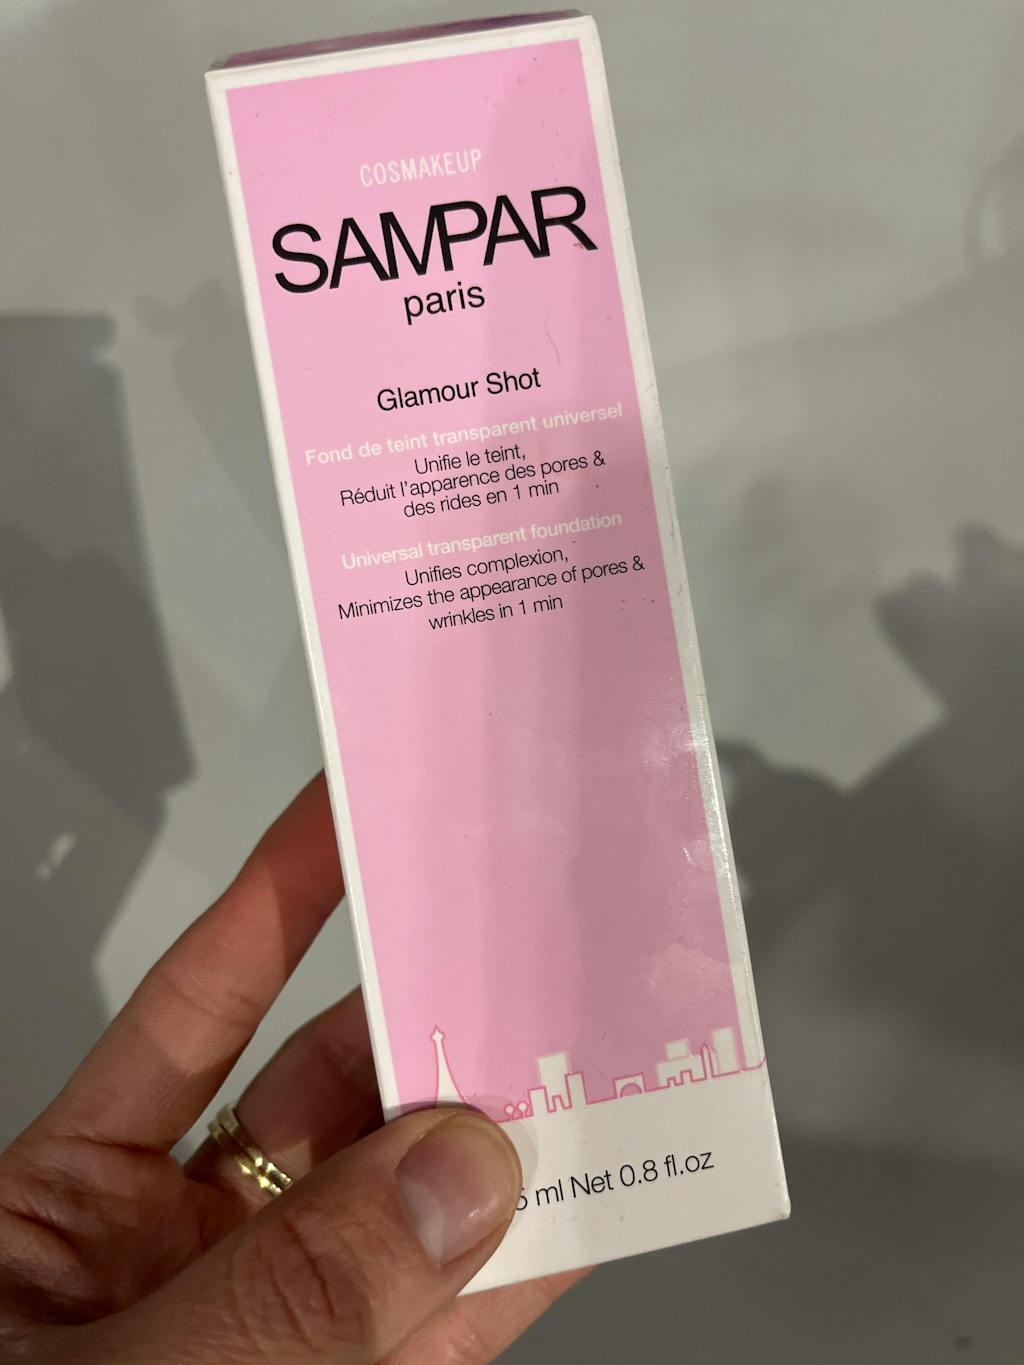 COSMAKEUP
SAMPAR
paris
Glamour Shot
Fond de teint transparent universel
Unifie le teint,
Réduit l'apparence des pores &
des rides en 1 min
Universal transparent foundation
Unifies complexion,
Minimizes the appearance of pores &
wrinkles in 1 min
5 ml Net 0.8 fl.oz